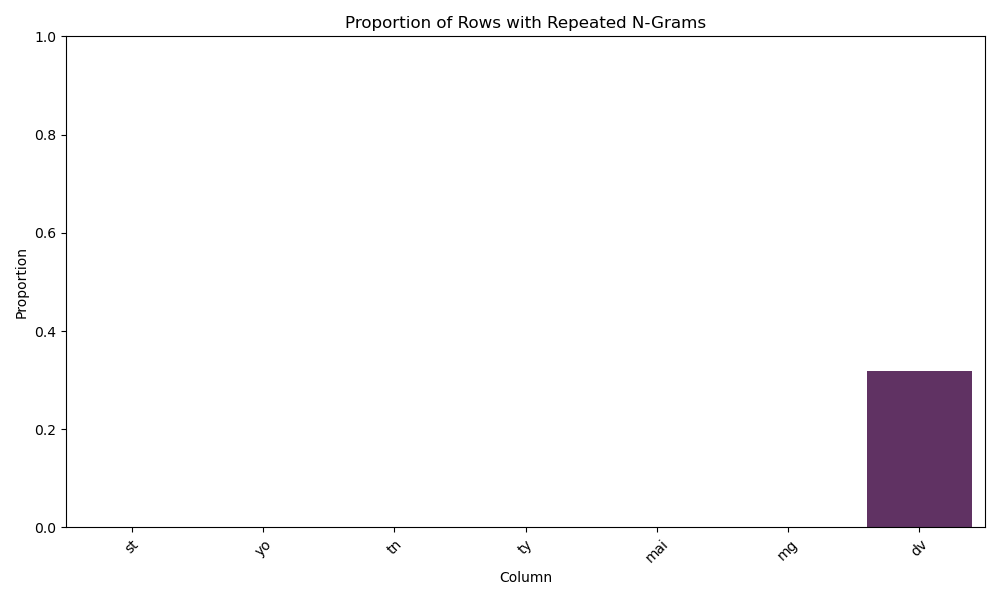 Proportion of Rows with Repeated N-Grams
1.0
0.8
0.6
0.4
0.2
0.0
Proportion
st yo tn ty mai mg dv
Column